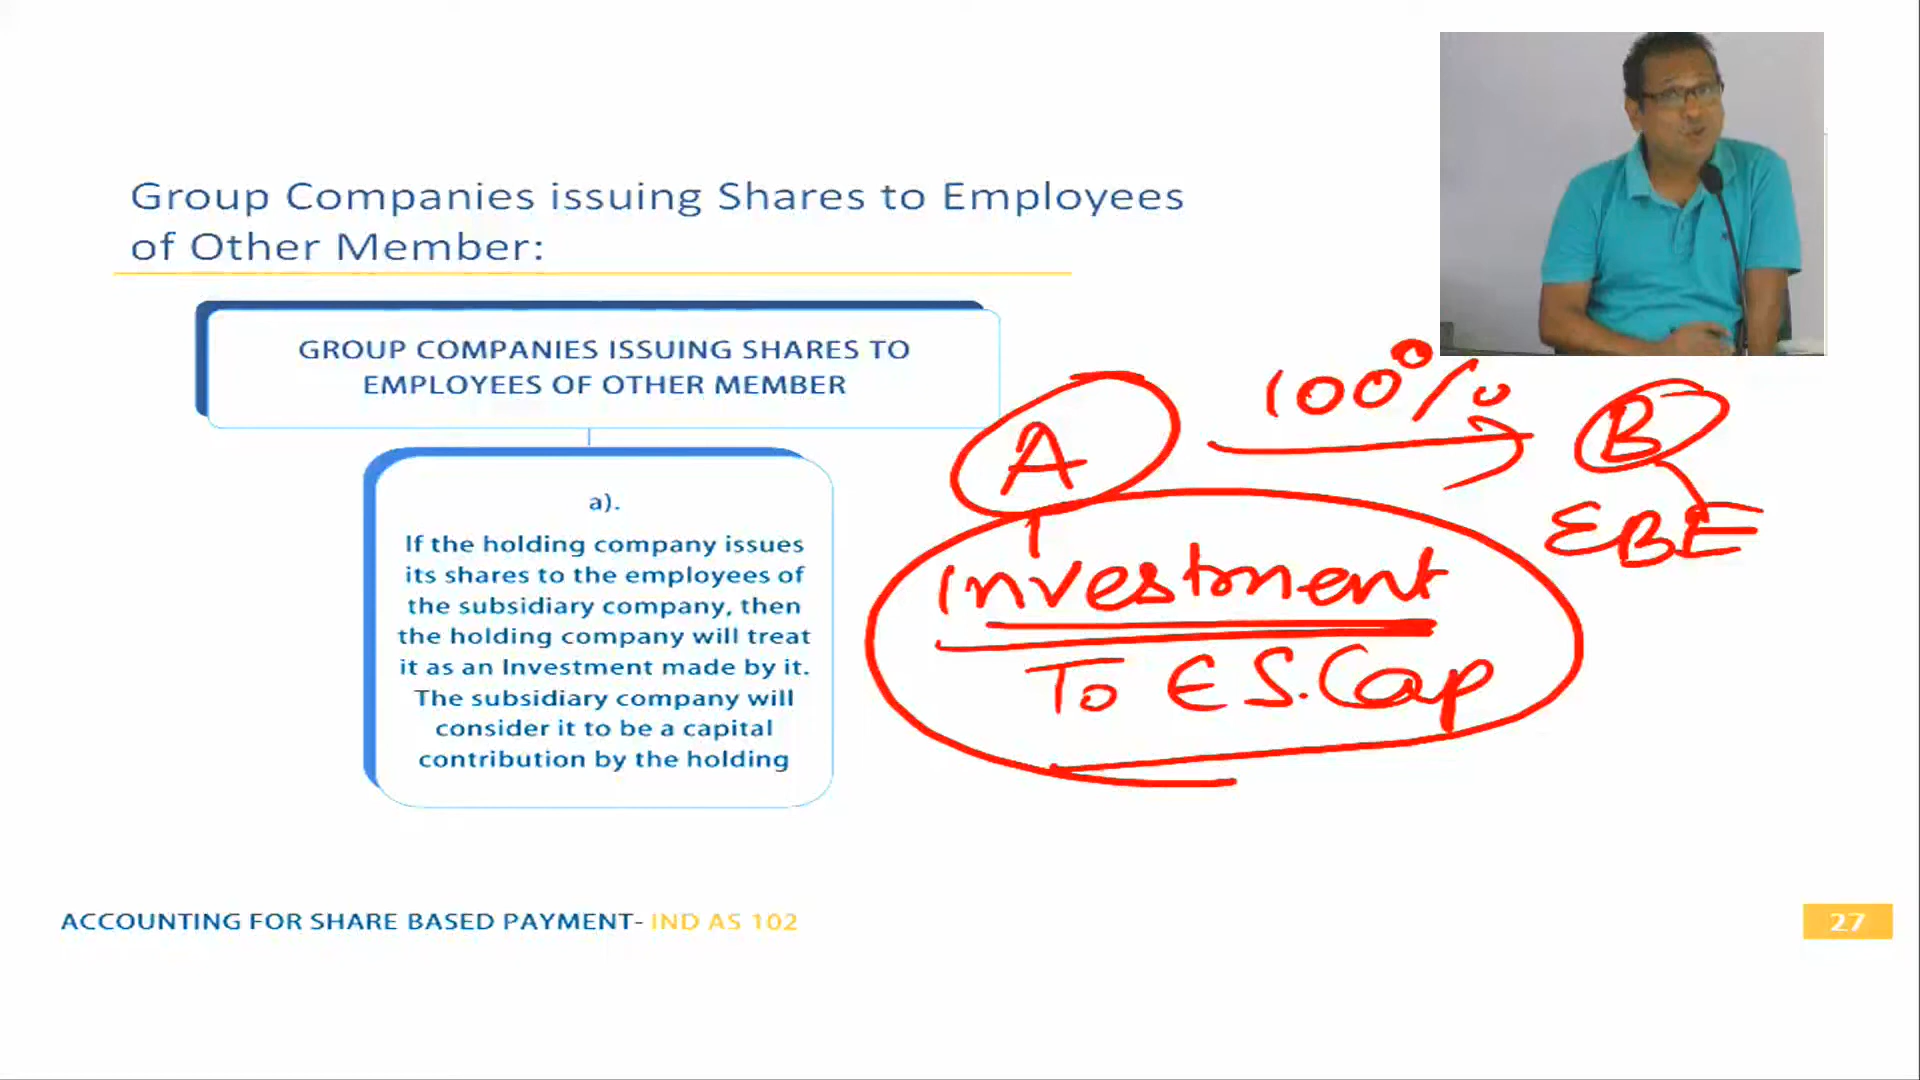 Group Companies issuing Shares to Employees
of Other Member:
GROUP COMPANIES ISSUING SHARES TO
EMPLOYEES OF OTHER MEMBER
a).
If the holding company issues
its shares to the employees of
the subsidiary company, then
the holding company will treat
it as an Investment made by it.
The subsidiary company will
consider it to be a capital
contribution by the holding
A 100% B
EBE
Investment
To E S. Cap
ACCOUNTING FOR SHARE BASED PAYMENT- IND AS 102
27